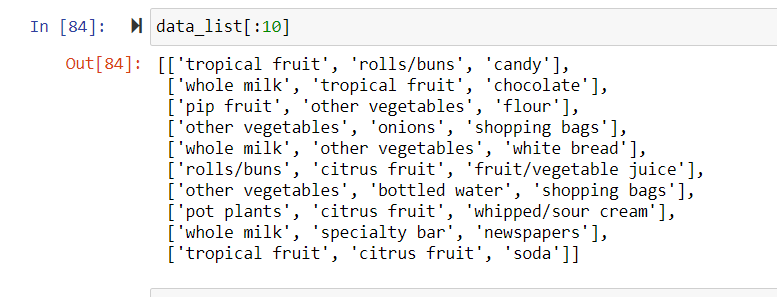 In [84]: data_list[:10]
Out[84]: [['tropical fruit', 'rolls/buns', 'candy'],
['whole milk', 'tropical fruit', 'chocolate'],
['pip fruit', 'other vegetables', 'flour'],
['other vegetables', 'onions', 'shopping bags'],
['whole milk', 'other vegetables', 'white bread'],
['rolls/buns', 'citrus fruit', 'fruit/vegetable juice'],
['other vegetables', 'bottled water', 'shopping bags'],
['pot plants', 'citrus fruit', 'whipped/sour cream'],
['whole milk', 'specialty bar', 'newspapers'],
['tropical fruit', 'citrus fruit', 'soda']]